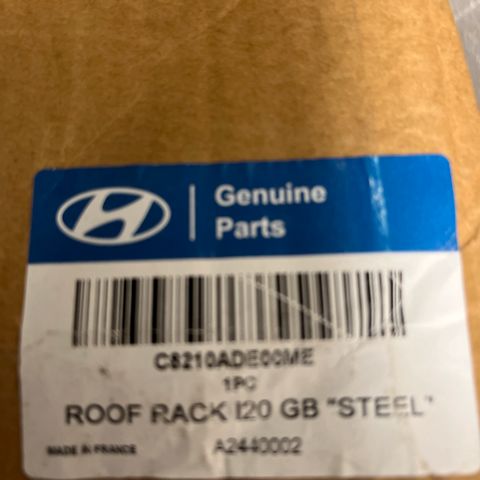 Genuine
Parts
C8210ADE00ME
1PC
ROOF RACK I20 GB "STEEL"
MADE IN FRANCE
A2440002